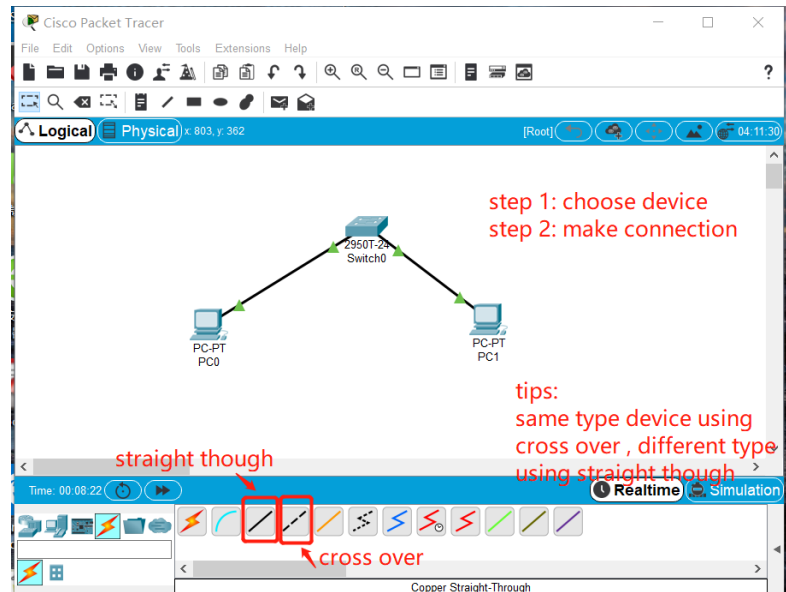 Cisco Packet Tracer
File Edit Options View Tools Extensions Help
?
Logical Physical x: 803, y: 362 [Root] 04:11:30
step 1: choose device
step 2: make connection
2950T-24
Switch0
PC-PT
PC0
PC-PT
PC1
tips:
same type device using
cross over , different type
using straight though
straight though
Time: 00:08:22 Realtime Simulation
cross over
Copper Straight-Through